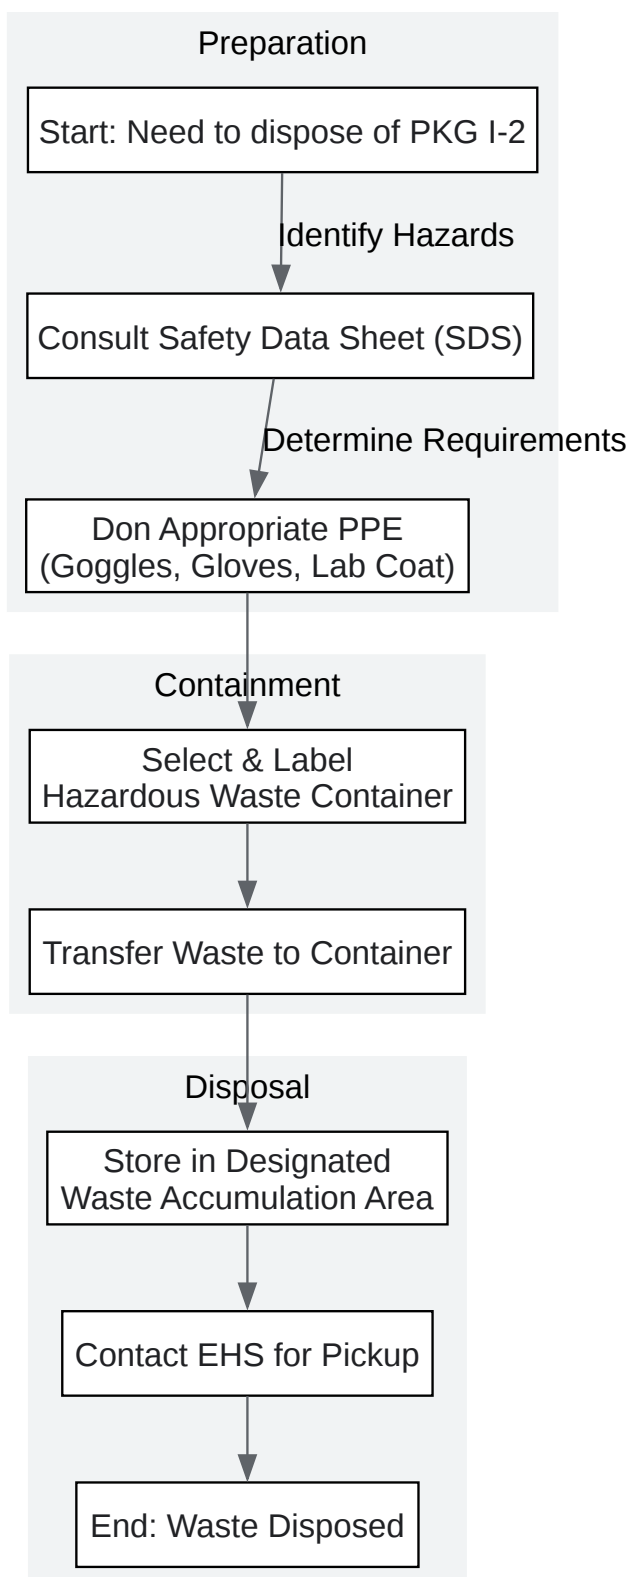 Preparation
Start: Need to dispose of PKG I-2
Identify Hazards
Consult Safety Data Sheet (SDS)
Determine Requirements
Don Appropriate PPE
(Goggles, Gloves, Lab Coat)
Containment
Select & Label
Hazardous Waste Container
Transfer Waste to Container
Disposal
Store in Designated
Waste Accumulation Area
Contact EHS for Pickup
End: Waste Disposed